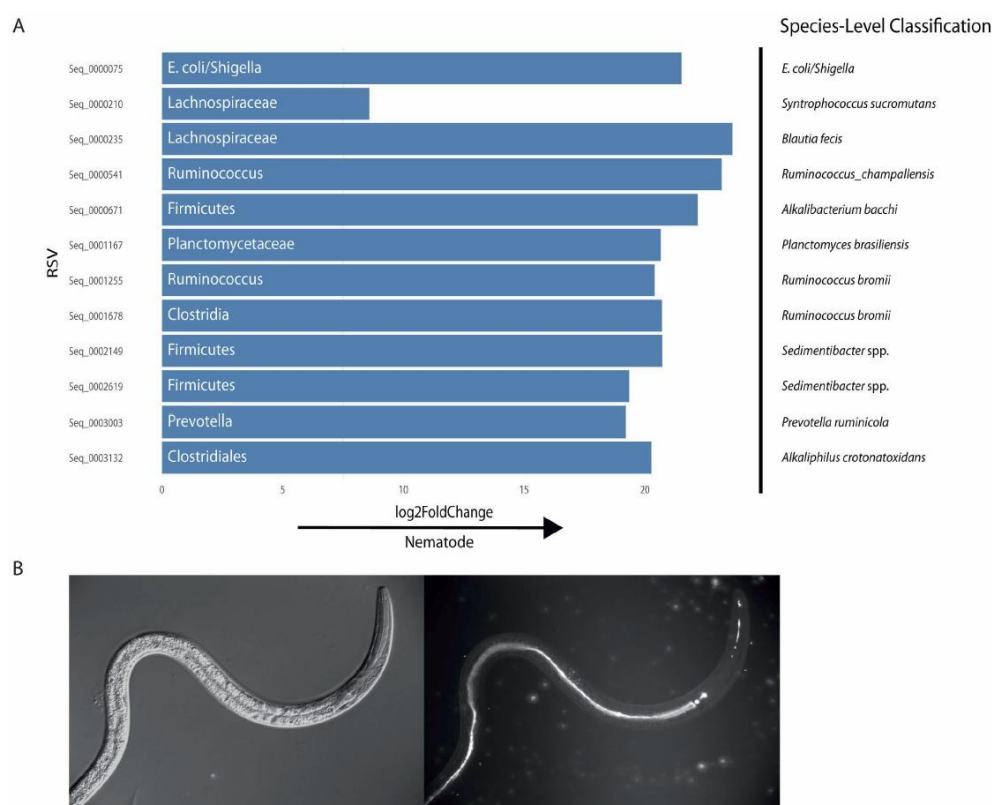 A
Species-Level Classification
Seq_0000075 E. coli/Shigella E. coli/Shigella
Seq_0000210 Lachnospiraceae Syntrophococcus sucromutans
Seq_0000235 Lachnospiraceae Blautia fecis
Seq_0000541 Ruminococcus Ruminococcus_champallensis
Seq_0000671 Firmicutes Alkalibacterium bacchi
Seq_0001167 Planctomycetaceae Planctomyces brasiliensis
Seq_0001255 Ruminococcus Ruminococcus bromii
Seq_0001678 Clostridia Ruminococcus bromii
Seq_0002149 Firmicutes Sedimentibacter spp.
Seq_0002619 Firmicutes Sedimentibacter spp.
Seq_0003003 Prevotella Prevotella ruminicola
Seq_0003132 Clostridiales Alkaliphilus crotonatoxidans
RSV
0 5 10 15 20
log2FoldChange
Nematode
B